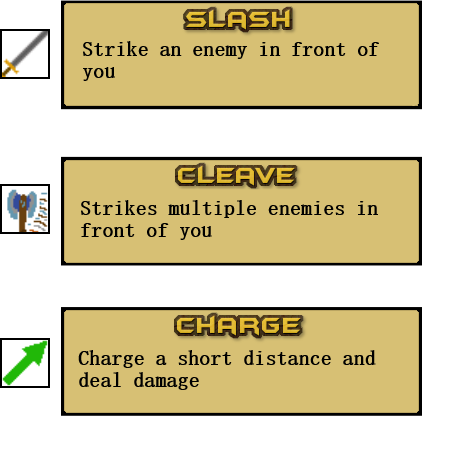 SLASH
Strike an enemy in front of
you
CLEAVE
Strikes multiple enemies in
front of you
CHARGE
Charge a short distance and
deal damage